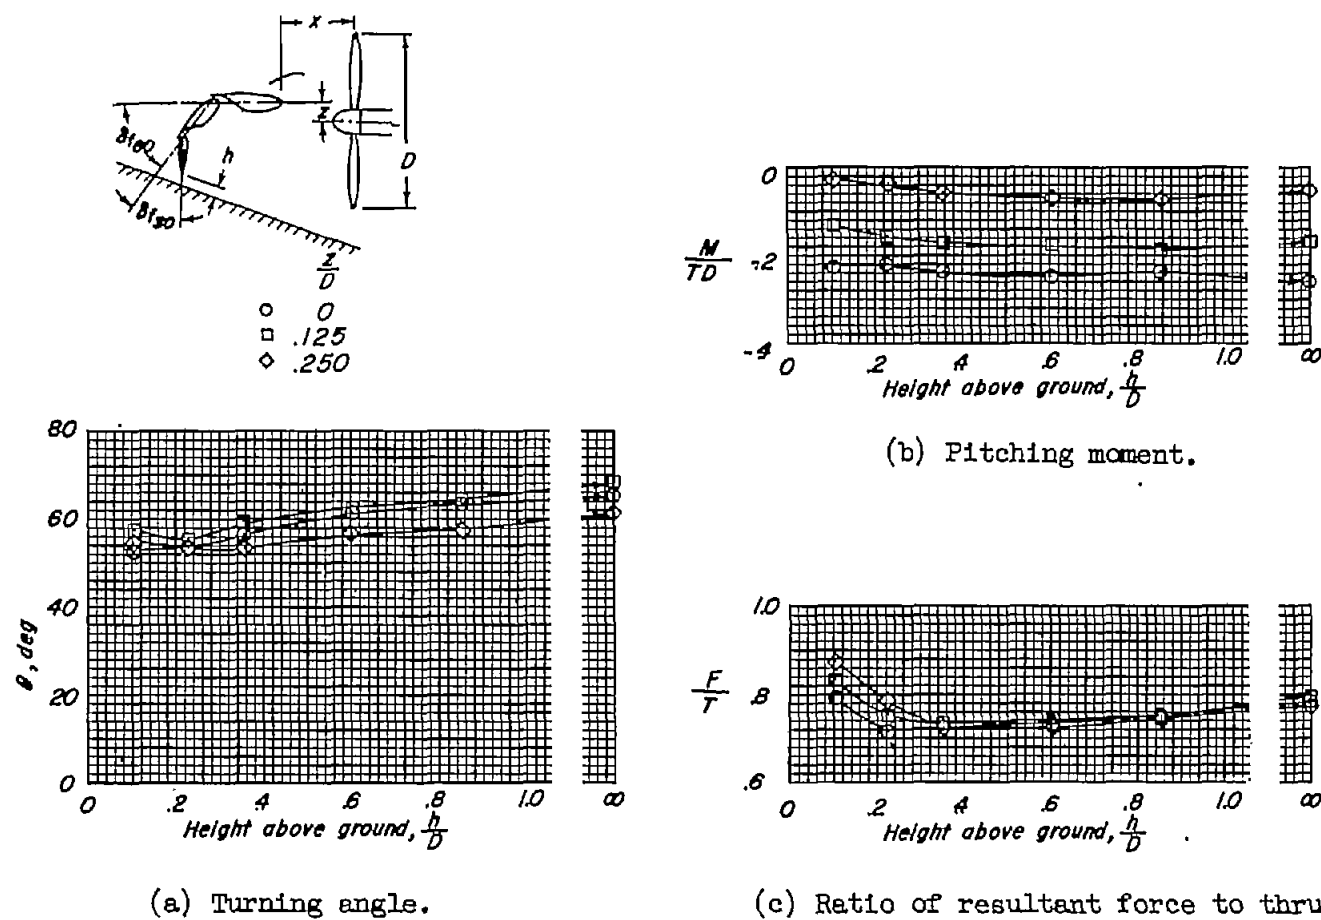 x
z
D
h
δf60
δf30
z/D
○ 0
□ .125
◇ .250
80
60
40
20
0
θ, deg
0 .2 .4 .6 .8 1.0 ∞
Height above ground, h/D
(a) Turning angle.
0
-.2
-.4
M/TD
0 .2 .4 .6 .8 1.0 ∞
Height above ground, h/D
(b) Pitching moment.
1.0
.8
.6
F/T
0 .2 .4 .6 .8 1.0 ∞
Height above ground, h/D
(c) Ratio of resultant force to thru